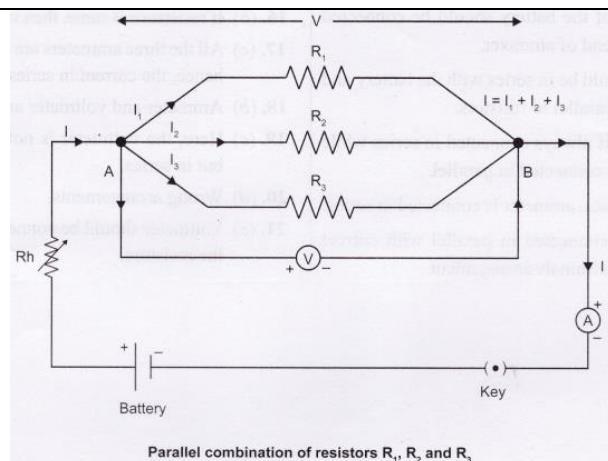 V
R₁
I₁
I = I₁ + I₂ + I₃
R₂
I
I₂
A
I₃
B
R₃
+ V −
Rh
I
+
A
−
+ −
( • )
Key
Battery
Parallel combination of resistors R₁, R₂ and R₃